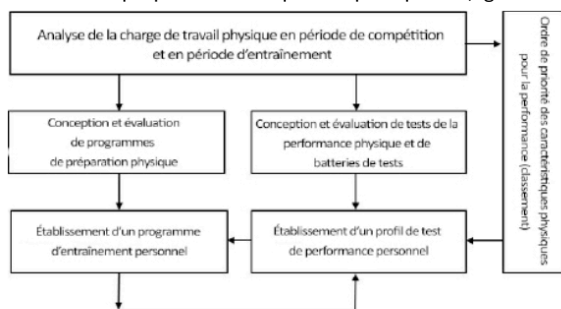 Analyse de la charge de travail physique en période de compétition
et en période d'entraînement
Ordre de priorité des caractéristiques physiques
pour la performance (classement)
Conception et évaluation
de programmes
de préparation physique
Conception et évaluation de tests de la
performance physique et de
batteries de tests
Établissement d'un programme
d'entraînement personnel
Établissement d'un profil de test
de performance personnel